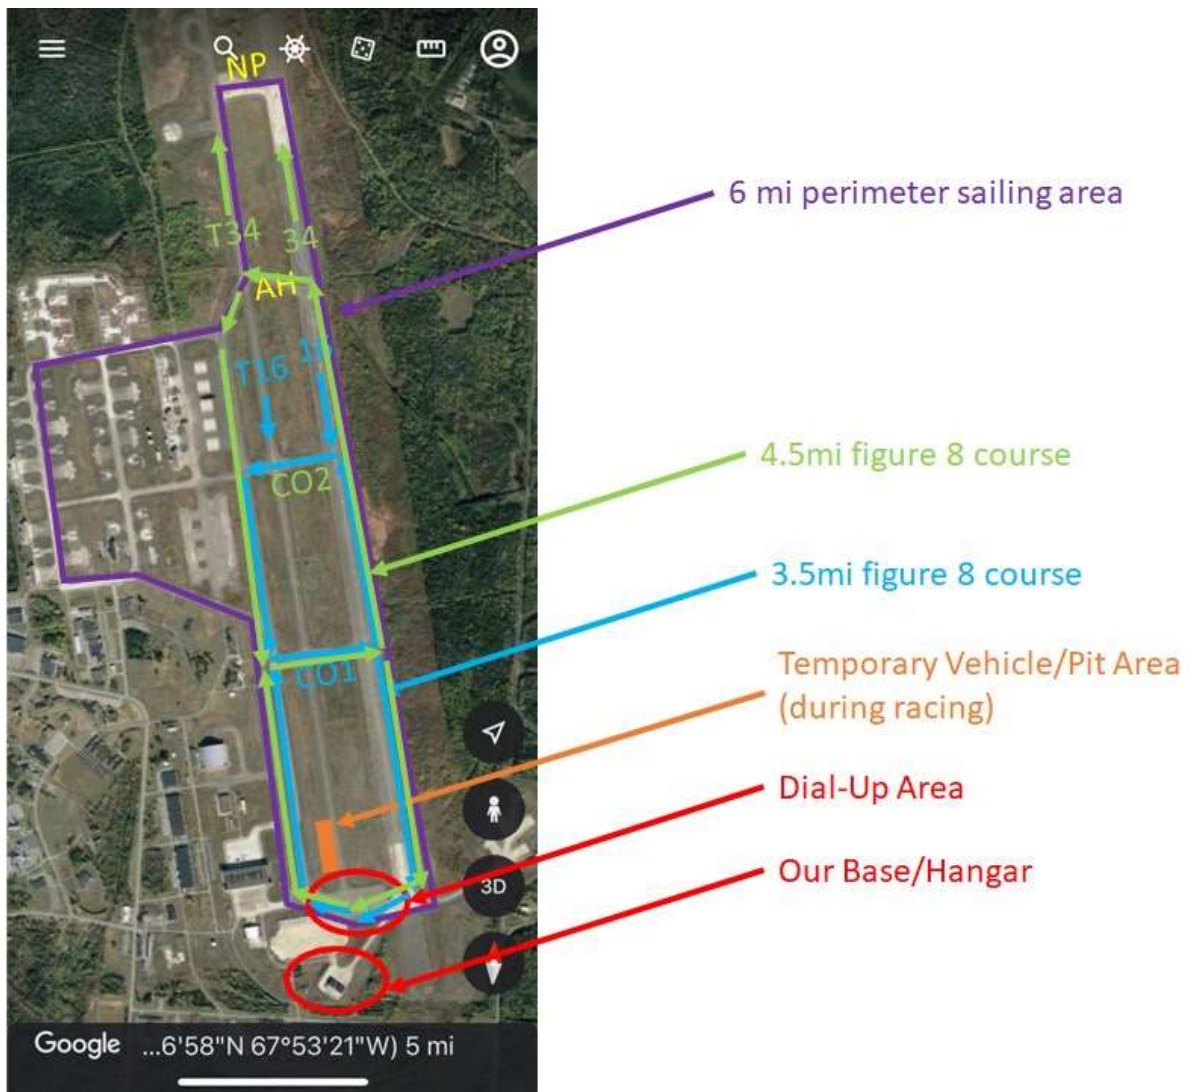 NP
T34
34
AH
16
T16
CO2
CO1
3D
Google ...6'58"N 67°53'21"W) 5 mi
6 mi perimeter sailing area
4.5mi figure 8 course
3.5mi figure 8 course
Temporary Vehicle/Pit Area
(during racing)
Dial-Up Area
Our Base/Hangar